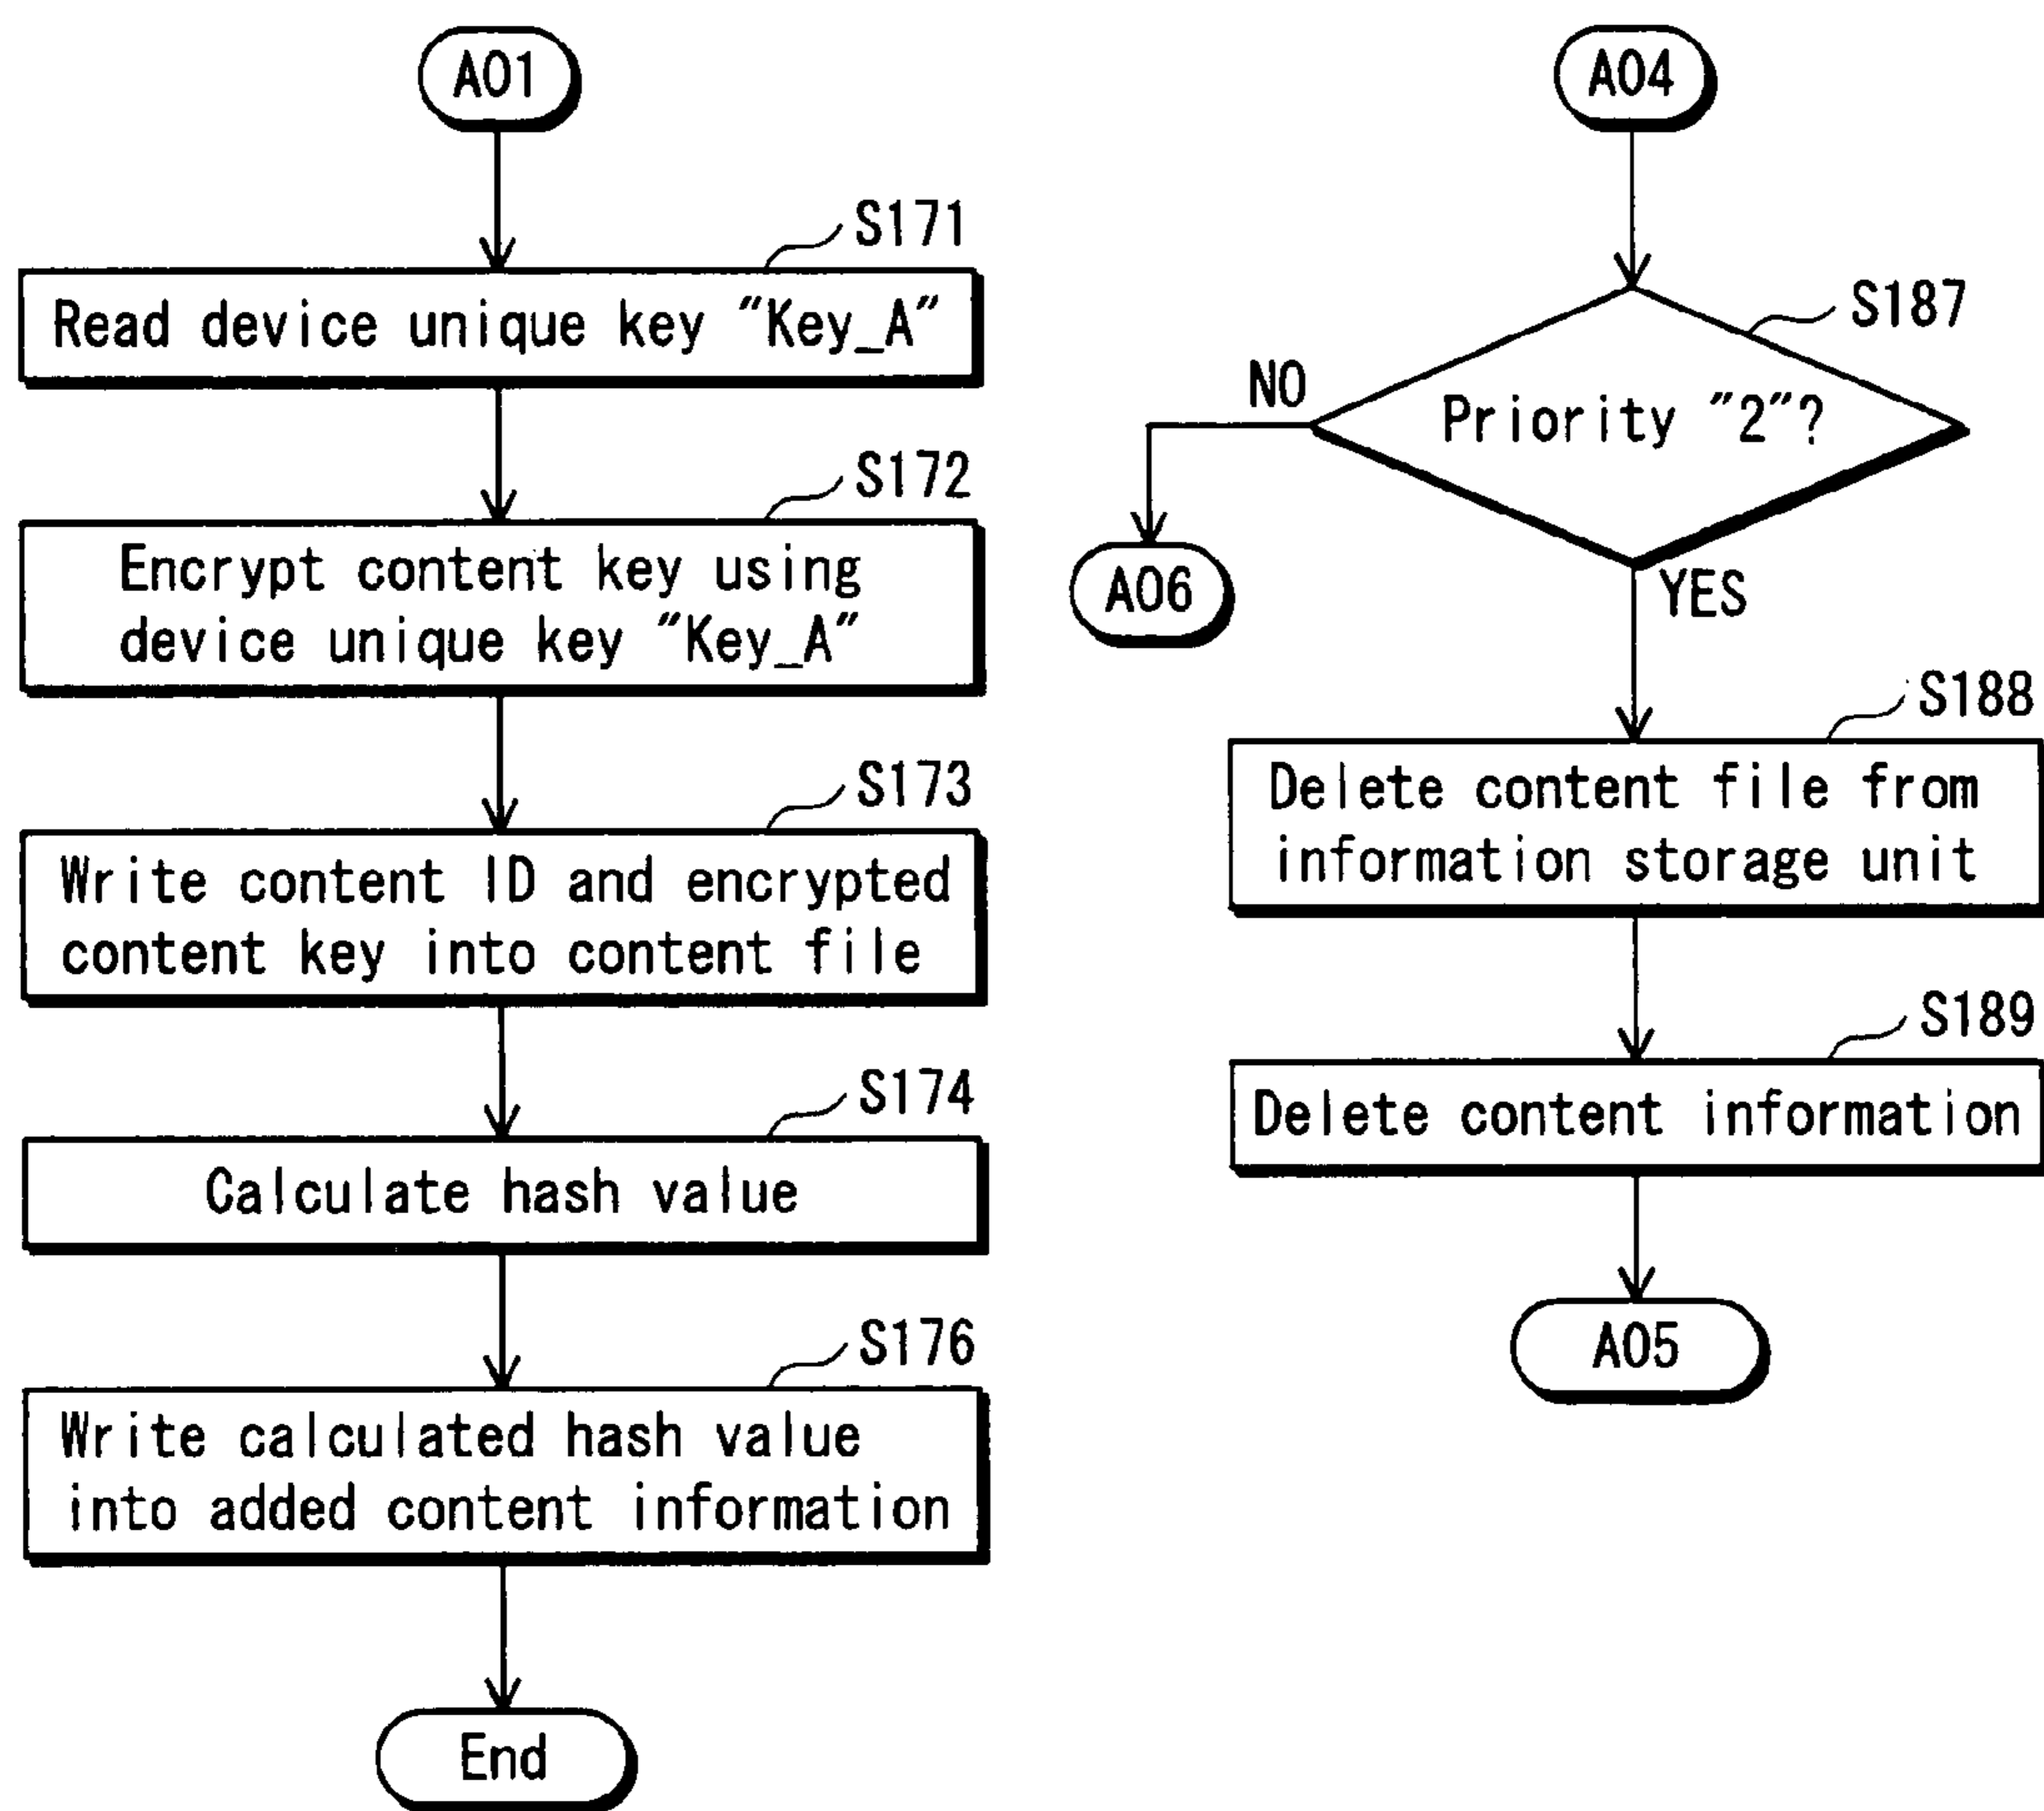 A01
S171
Read device unique key "Key_A"
S172
Encrypt content key using
device unique key "Key_A"
S173
Write content ID and encrypted
content key into content file
S174
Calculate hash value
S176
Write calculated hash value
into added content information
End
A04
S187
Priority "2"?
NO
A06
YES
S188
Delete content file from
information storage unit
S189
Delete content information
A05